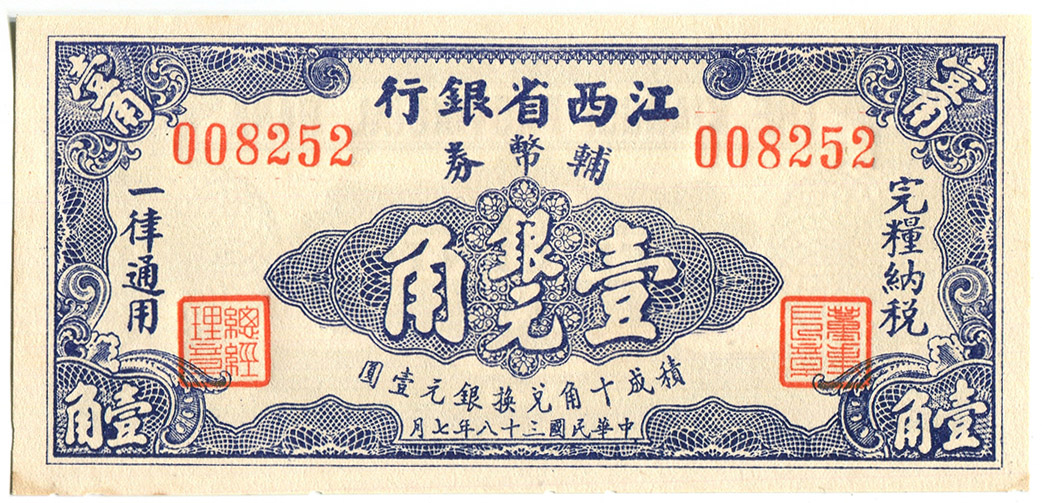 江西省銀行
008252
008252
輔幣券
壹角
壹角
完糧納税
一律通用
銀元
壹角
董事長章
總經理章
積成十角兌換銀元壹圓
中華民國三十八年七月
壹角
壹角